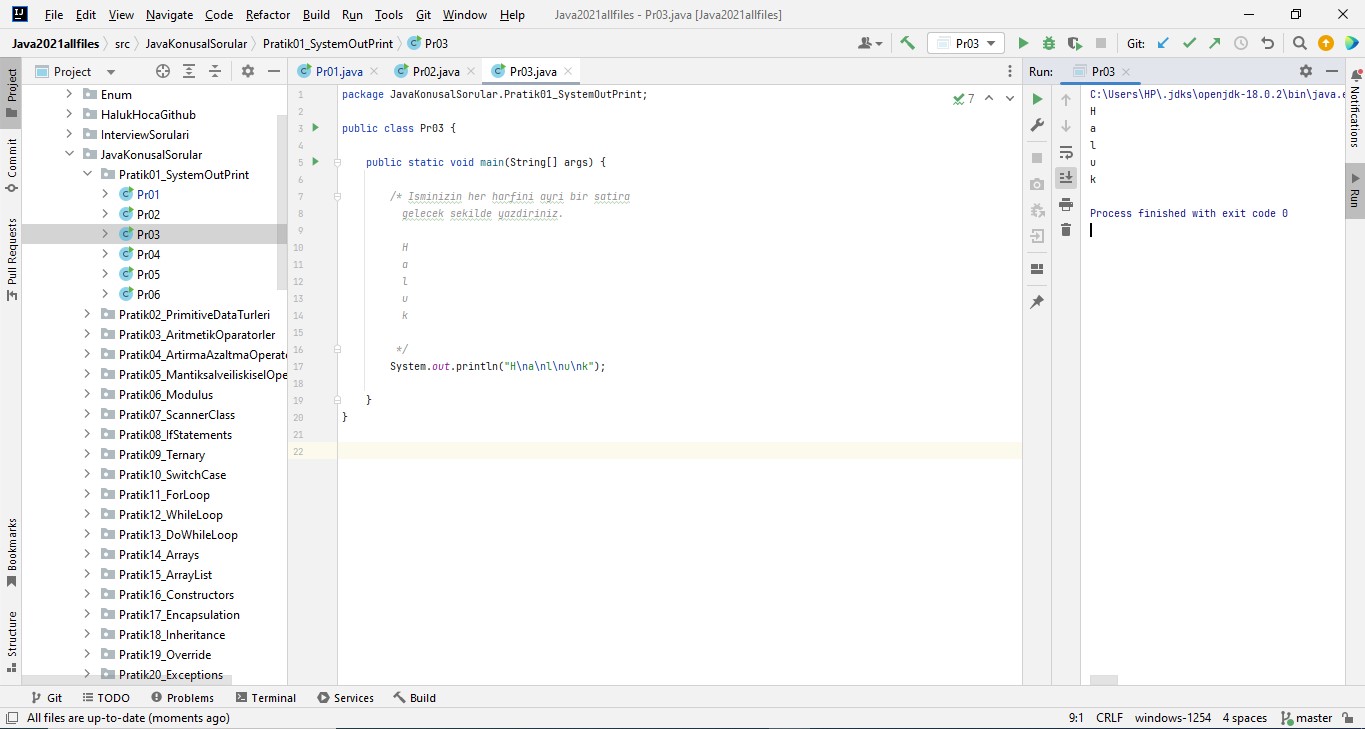 File Edit View Navigate Code Refactor Build Run Tools Git Window Help Java2021allfiles - Pr03.java [Java2021allfiles]
Java2021allfiles src JavaKonusalSorular Pratik01_SystemOutPrint Pr03 Pr03 Git:
Project
Pr01.java Pr02.java Pr03.java
Run: Pr03
Project
Commit
Pull Requests
Bookmarks
Structure
Enum
HalukHocaGithub
InterviewSorulari
JavaKonusalSorular
Pratik01_SystemOutPrint
Pr01
Pr02
Pr03
Pr04
Pr05
Pr06
Pratik02_PrimitiveDataTurleri
Pratik03_AritmetikOparatorler
Pratik04_ArtirmaAzaltmaOperat
Pratik05_MantiksalveiliskiselOpe
Pratik06_Modulus
Pratik07_ScannerClass
Pratik08_IfStatements
Pratik09_Ternary
Pratik10_SwitchCase
Pratik11_ForLoop
Pratik12_WhileLoop
Pratik13_DoWhileLoop
Pratik14_Arrays
Pratik15_ArrayList
Pratik16_Constructors
Pratik17_Encapsulation
Pratik18_Inheritance
Pratik19_Override
Pratik20_Exceptions
7
1 package JavaKonusalSorular.Pratik01_SystemOutPrint;
2
3 public class Pr03 {
4
5 public static void main(String[] args) {
6
7 /* Isminizin her harfini ayri bir satira
8 gelecek sekilde yazdiriniz.
9
10 H
11 a
12 l
13 u
14 k
15
16 */
17 System.out.println("H\na\nl\nu\nk");
18
19 }
20 }
21
22
C:\Users\HP\.jdks\openjdk-18.0.2\bin\java.e
H
a
l
u
k
Process finished with exit code 0
Notifications
Run
Git TODO Problems Terminal Services Build
All files are up-to-date (moments ago) 9:1 CRLF windows-1254 4 spaces master